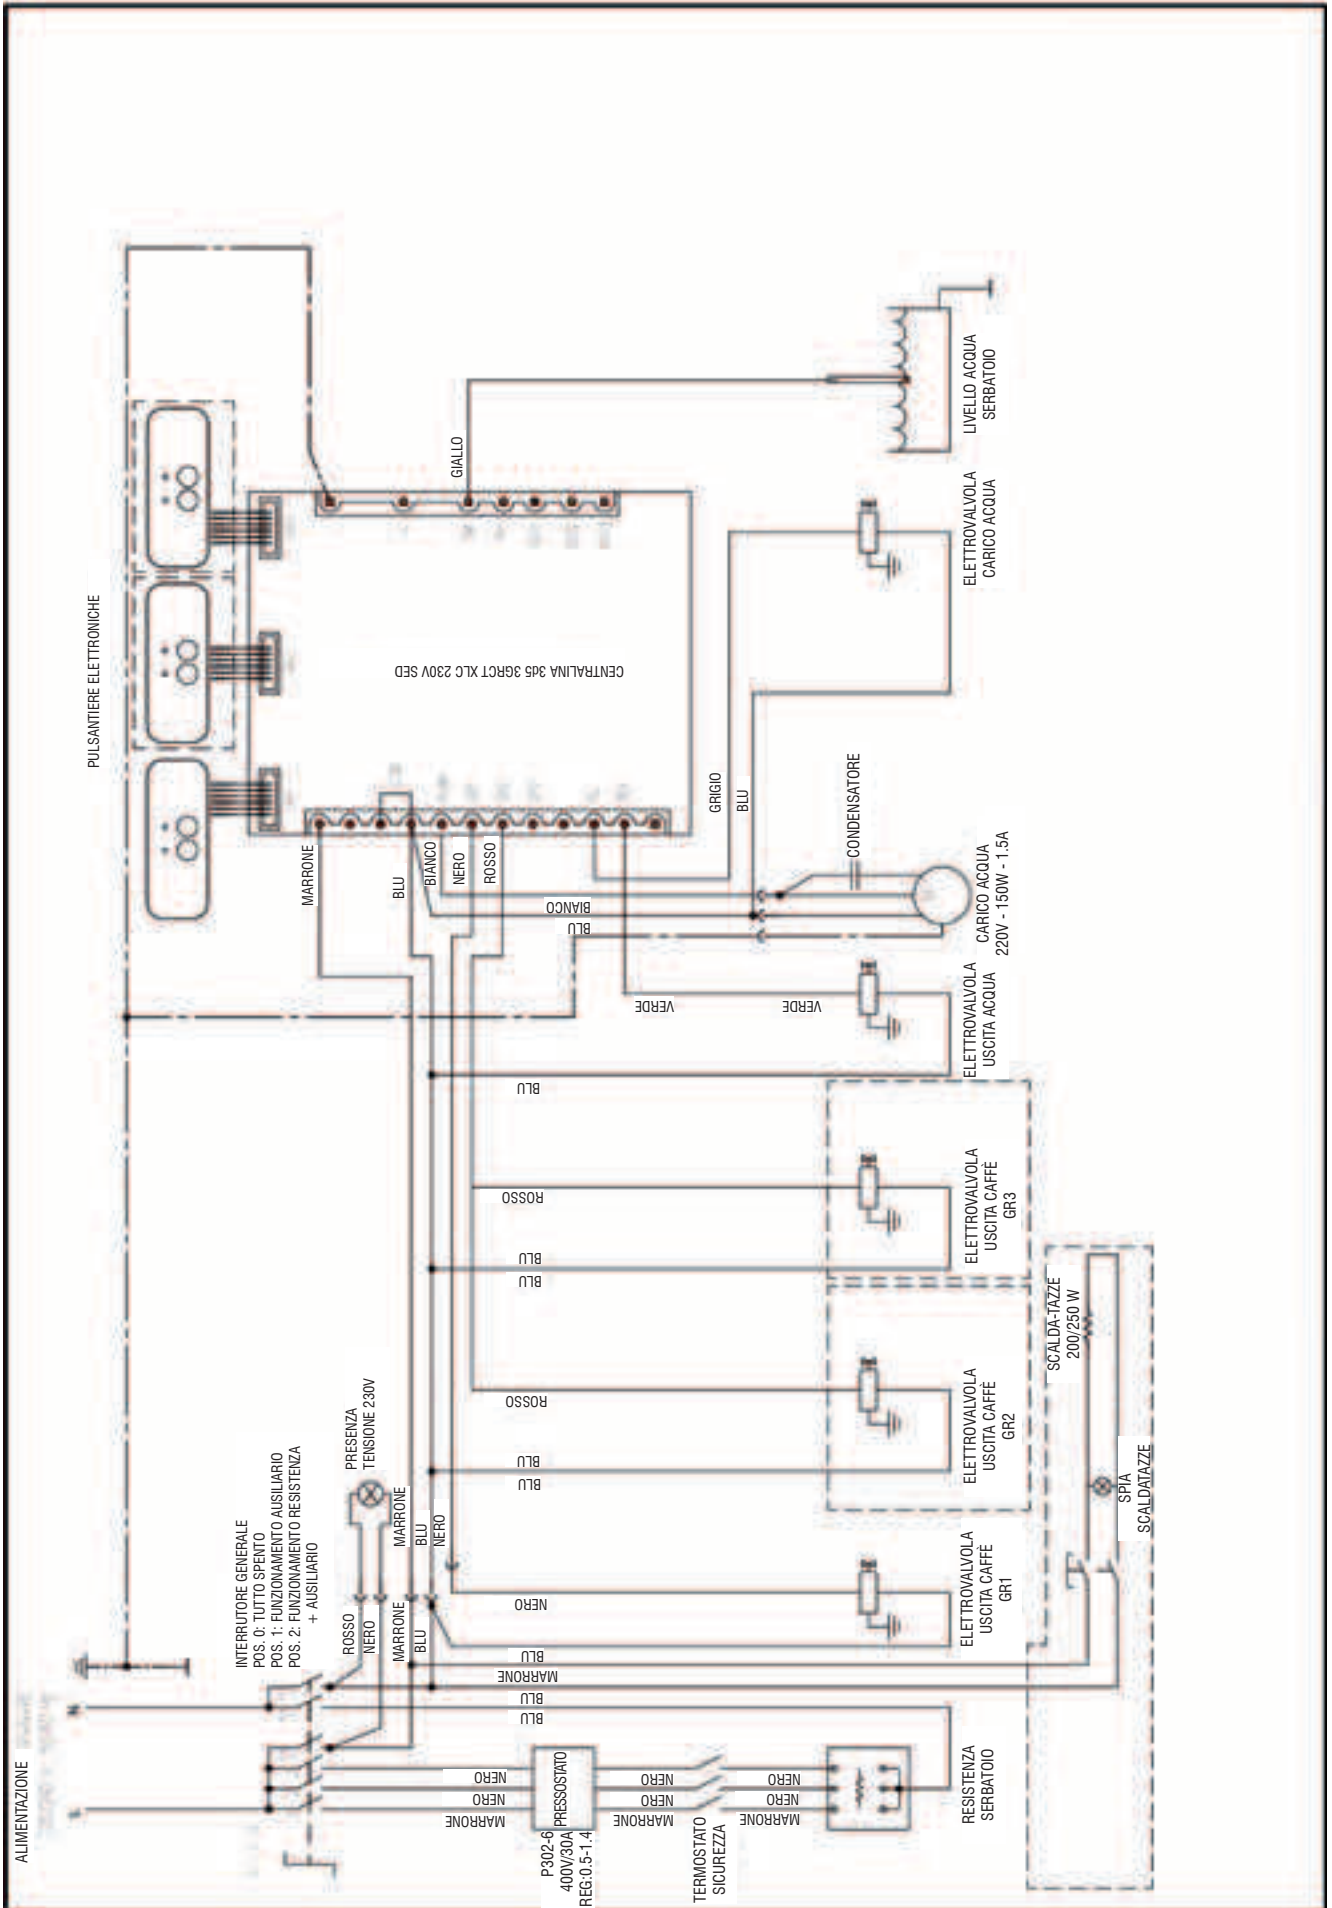 ALIMENTAZIONE
INTERRUTORE GENERALE
POS. 0: TUTTO SPENTO
POS. 1: FUNZIONAMENTO AUSILIARIO
POS. 2: FUNZIONAMENTO RESISTENZA
+ AUSILIARIO
PRESENZA
TENSIONE 230V
PULSANTIERE ELETTRONICHE
CENTRALINA 3d5 3GRCT XLC 230V SED
ROSSO
NERO
MARRONE
BLU
MARRONE
BLU
NERO
MARRONE
BLU
BIANCO
NERO
ROSSO
GIALLO
GRIGIO
BLU
BIANCO
BLU
VERDE
VERDE
BLU
ROSSO
BLU
BLU
ROSSO
BLU
BLU
NERO
BLU
MARRONE
BLU
BLU
NERO
NERO
MARRONE
P302-6
400V/30A
REG:0.5-1.4
PRESSOSTATO
NERO
NERO
MARRONE
TERMOSTATO
SICUREZZA
NERO
NERO
MARRONE
RESISTENZA
SERBATOIO
ELETTROVALVOLA
USCITA CAFFÈ
GR1
ELETTROVALVOLA
USCITA CAFFÈ
GR2
ELETTROVALVOLA
USCITA CAFFÈ
GR3
ELETTROVALVOLA
USCITA ACQUA
CARICO ACQUA
220V - 150W - 1.5A
CONDENSATORE
ELETTROVALVOLA
CARICO ACQUA
LIVELLO ACQUA
SERBATOIO
SCALDA-TAZZE
200/250 W
SPIA
SCALDATAZZE